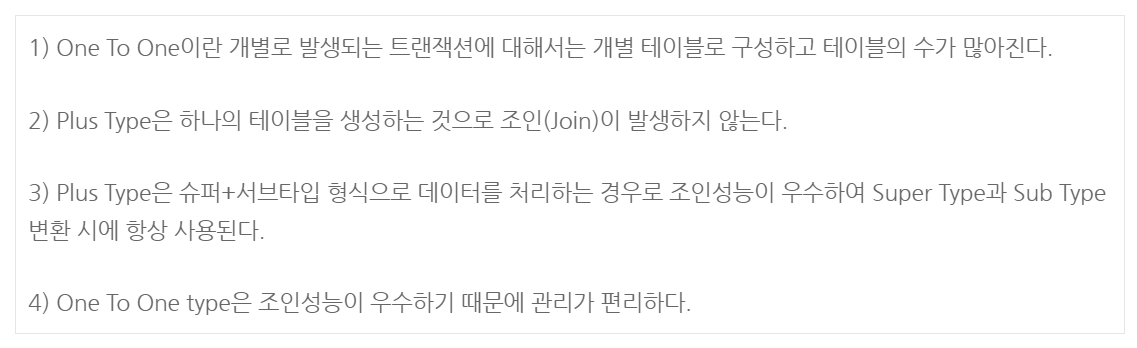 1) One To One이란 개별로 발생되는 트랜잭션에 대해서는 개별 테이블로 구성하고 테이블의 수가 많아진다.
2) Plus Type은 하나의 테이블을 생성하는 것으로 조인(Join)이 발생하지 않는다.
3) Plus Type은 슈퍼+서브타입 형식으로 데이터를 처리하는 경우로 조인성능이 우수하여 Super Type과 Sub Type
변환 시에 항상 사용된다.
4) One To One type은 조인성능이 우수하기 때문에 관리가 편리하다.